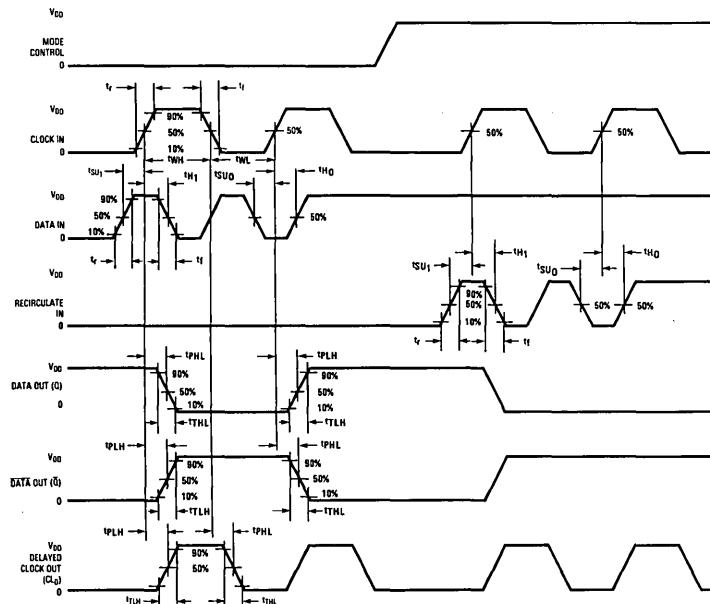 VDD
MODE
CONTROL
0
tr
tf
VDD
90%
50%
50%
50%
50%
CLOCK IN
10%
0
tWH
tWL
tSU1
tH1
tSU0
tH0
VDD
90%
50%
50%
DATA IN
10%
0
tr
tf
tSU1
tH1
tSU0
tH0
VDD
90%
RECIRCULATE
IN
50%
50%
50%
10%
0
tr
tf
tPHL
tPLH
VDD
90%
90%
DATA OUT (Q)
50%
50%
0
10%
10%
tTHL
tTLH
tPLH
tPHL
VDD
90%
90%
DATA OUT (Q̅)
50%
50%
10%
10%
0
tTLH
tTHL
tPLH
tPHL
VDD
DELAYED
CLOCK OUT
(CLD)
90%
50%
0
tTLH
tTHL